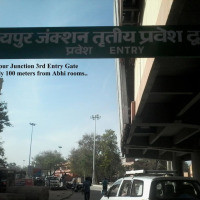 यपुर जंक्शन तृतीय प्रवेश द्वा
प्रवेश ENTRY
ur Junction 3rd Entry Gate
y 100 meters from Abhi rooms..